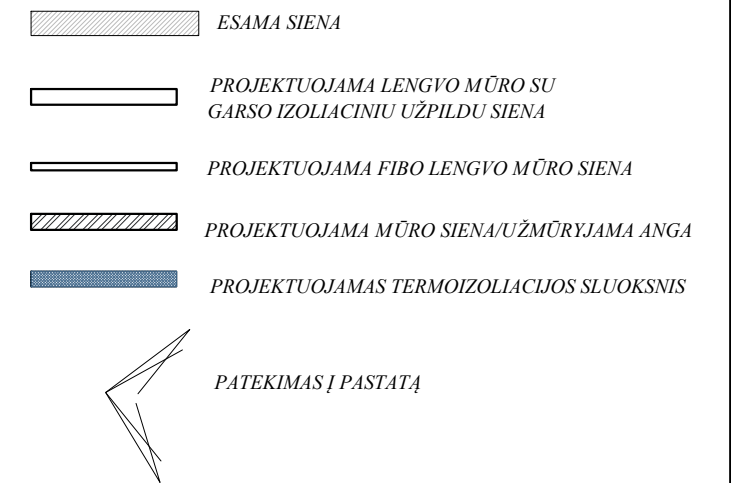 ESAMA SIENA
PROJEKTUOJAMA LENGVO MŪRO SU
GARSO IZOLIACINIU UŽPILDU SIENA
PROJEKTUOJAMA FIBO LENGVO MŪRO SIENA
PROJEKTUOJAMA MŪRO SIENA/UŽMŪRYJAMA ANGA
PROJEKTUOJAMAS TERMOIZOLIACIJOS SLUOKSNIS
PATEKIMAS Į PASTATĄ